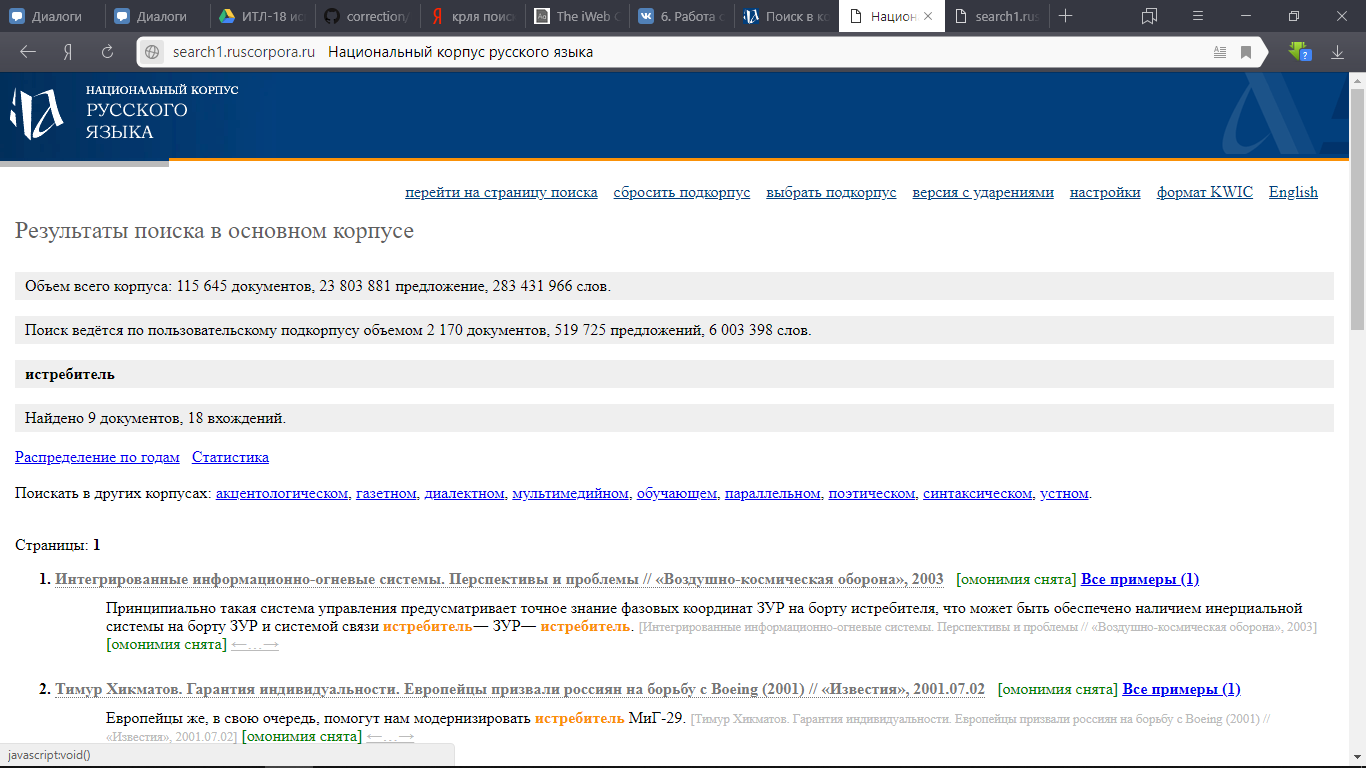 Диалоги Диалоги ИТЛ-18 ис correction/ крля поис The iWeb C 6. Работа с Поиск в ко Национ search1.rus
search1.ruscorpora.ru Национальный корпус русского языка
НАЦИОНАЛЬНЫЙ КОРПУС
РУССКОГО
ЯЗЫКА
перейти на страницу поиска сбросить подкорпус выбрать подкорпус версия с ударениями настройки формат KWIC English
Результаты поиска в основном корпусе
Объем всего корпуса: 115 645 документов, 23 803 881 предложение, 283 431 966 слов.
Поиск ведётся по пользовательскому подкорпусу объемом 2 170 документов, 519 725 предложений, 6 003 398 слов.
истребитель
Найдено 9 документов, 18 вхождений.
Распределение по годам Статистика
Поискать в других корпусах: акцентологическом, газетном, диалектном, мультимедийном, обучающем, параллельном, поэтическом, синтаксическом, устном.
Страницы: 1
1. Интегрированные информационно-огневые системы. Перспективы и проблемы // «Воздушно-космическая оборона», 2003 [омонимия снята] Все примеры (1)
Принципиально такая система управления предусматривает точное знание фазовых координат ЗУР на борту истребителя, что может быть обеспечено наличием инерциальной
системы на борту ЗУР и системой связи истребитель― ЗУР― истребитель. [Интегрированные информационно-огневые системы. Перспективы и проблемы // «Воздушно-космическая оборона», 2003]
[омонимия снята] ←…→
2. Тимур Хикматов. Гарантия индивидуальности. Европейцы призвали россиян на борьбу с Boeing (2001) // «Известия», 2001.07.02 [омонимия снята] Все примеры (1)
Европейцы же, в свою очередь, помогут нам модернизировать истребитель МиГ-29. [Тимур Хикматов. Гарантия индивидуальности. Европейцы призвали россиян на борьбу с Boeing (2001) //
«Известия», 2001.07.02] [омонимия снята] ←…→
javascript:void()